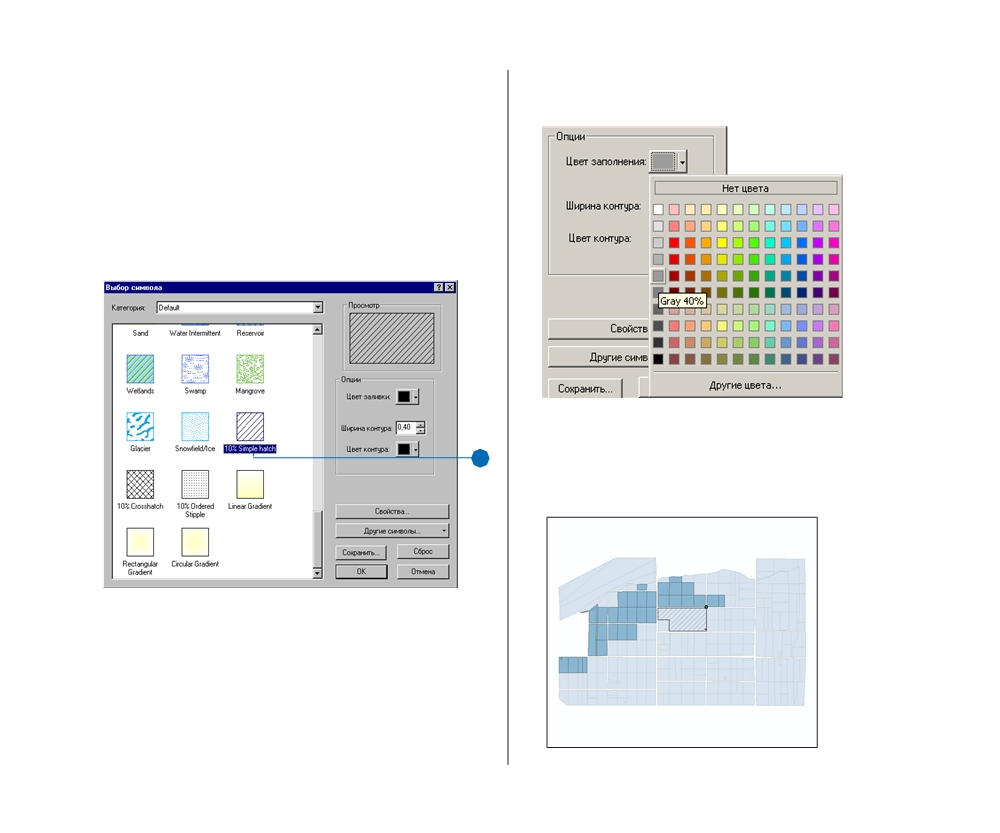 Выбор символа
Категория: Default
Sand Water Intermittent Reservoir
Wetlands Swamp Mangrove
Glacier Snowfield/Ice 10% Simple hatch
10% Crosshatch 10% Ordered Linear Gradient
Stipple
Rectangular Circular Gradient
Gradient
Просмотр
Опции
Цвет заливки:
Ширина контура: 0,40
Цвет контура:
Свойства...
Другие символы...
Сохранить... Сброс
OK Отмена
Опции
Цвет заполнения:
Нет цвета
Ширина контура:
Цвет контура:
Gray 40%
Свойств
Другие симв
Сохранить...
Другие цвета...